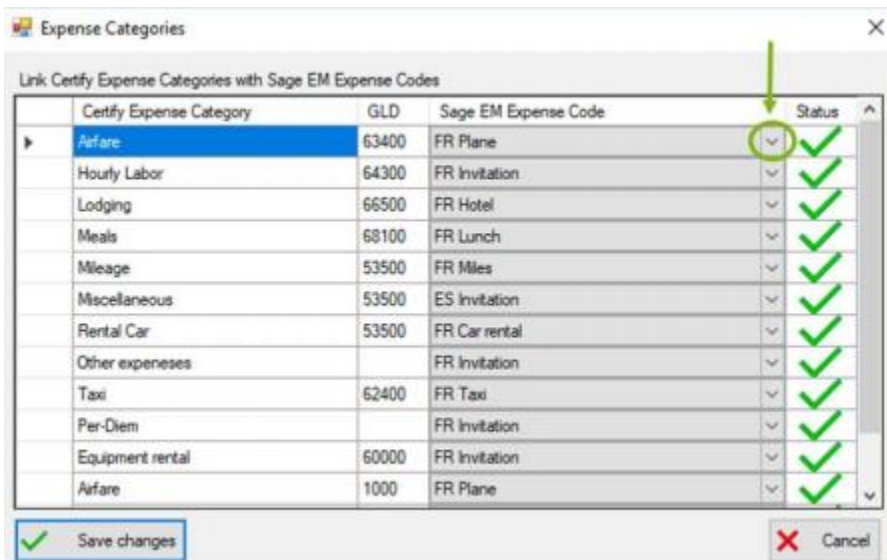 Expense Categories
Link Certify Expense Categories with Sage EM Expense Codes
Certify Expense Category GLD Sage EM Expense Code Status
Airfare 63400 FR Plane
Hourly Labor 64300 FR Invitation
Lodging 66500 FR Hotel
Meals 68100 FR Lunch
Mileage 53500 FR Miles
Miscellaneous 53500 ES Invitation
Rental Car 53500 FR Car rental
Other expeneses FR Invitation
Taxi 62400 FR Taxi
Per-Diem FR Invitation
Equipment rental 60000 FR Invitation
Airfare 1000 FR Plane
Save changes Cancel